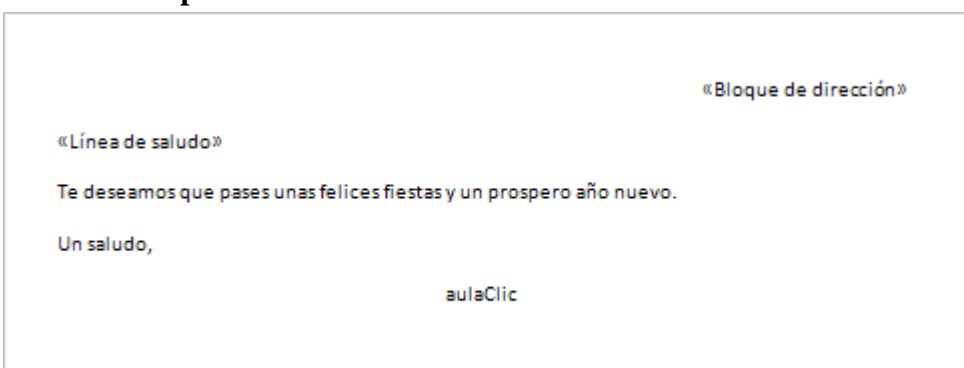 «Bloque de dirección»
«Línea de saludo»
Te deseamos que pases unas felices fiestas y un prospero año nuevo.
Un saludo,
aulaClic